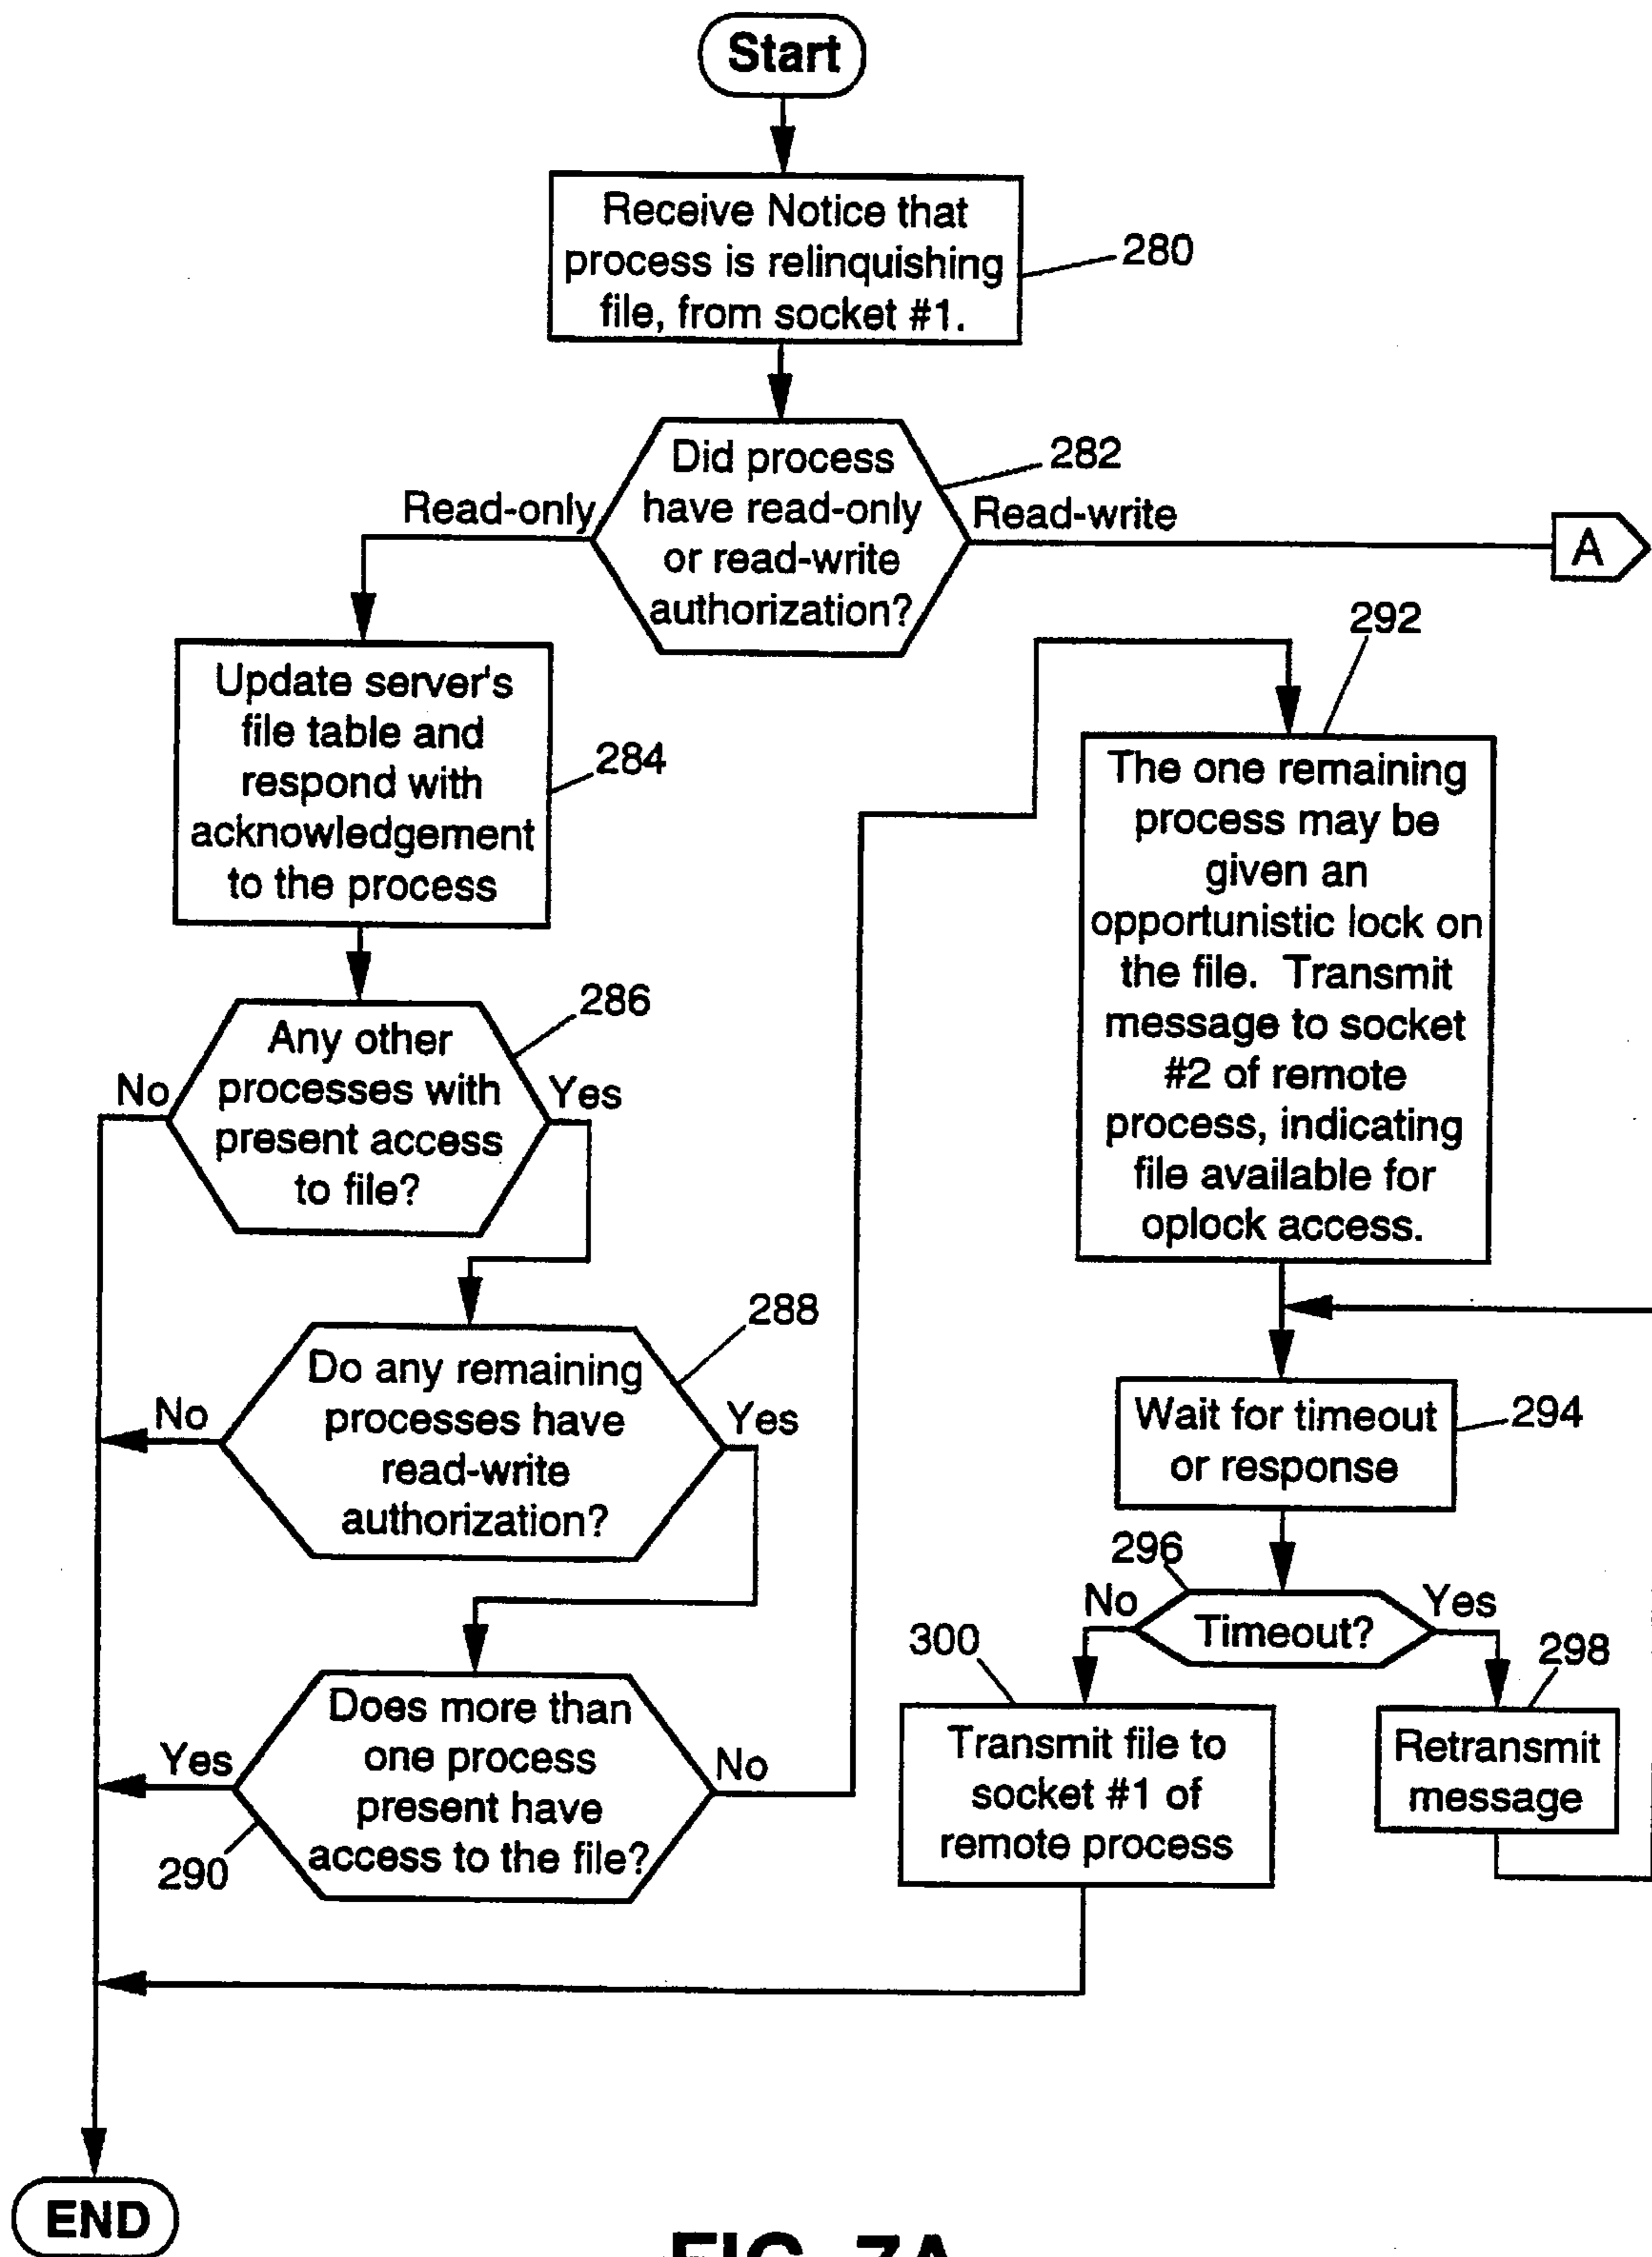 Start
Receive Notice that
process is relinquishing
file, from socket #1.
280
Did process
have read-only
or read-write
authorization?
282
Read-only
Read-write
A
Update server's
file table and
respond with
acknowledgement
to the process
284
Any other
processes with
present access
to file?
286
No
Yes
Do any remaining
processes have
read-write
authorization?
288
No
Yes
Does more than
one process
present have
access to the file?
290
Yes
No
292
The one remaining
process may be
given an
opportunistic lock on
the file. Transmit
message to socket
#2 of remote
process, indicating
file available for
oplock access.
Wait for timeout
or response
294
296
Timeout?
No
Yes
300
Transmit file to
socket #1 of
remote process
298
Retransmit
message
END
FIG. 7A